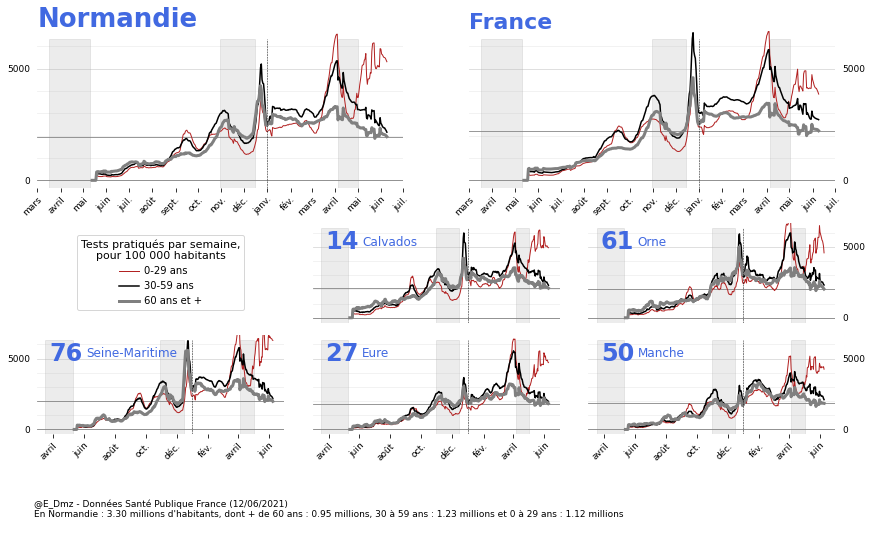 Normandie
France
5000
0
mars avril mai juin juil. août sept. oct. nov. déc. janv. fév. mars avril mai juin juil.
5000
0
mars avril mai juin juil. août sept. oct. nov. déc. janv. fév. mars avril mai juin juil.
Tests pratiqués par semaine,
pour 100 000 habitants
0-29 ans
30-59 ans
60 ans et +
14 Calvados
61 Orne
5000
0
76 Seine-Maritime
5000
0
avril juin août oct. déc. fév. avril juin
27 Eure
avril juin août oct. déc. fév. avril juin
50 Manche
5000
0
avril juin août oct. déc. fév. avril juin
@E_Dmz - Données Santé Publique France (12/06/2021)
En Normandie : 3.30 millions d'habitants, dont + de 60 ans : 0.95 millions, 30 à 59 ans : 1.23 millions et 0 à 29 ans : 1.12 millions